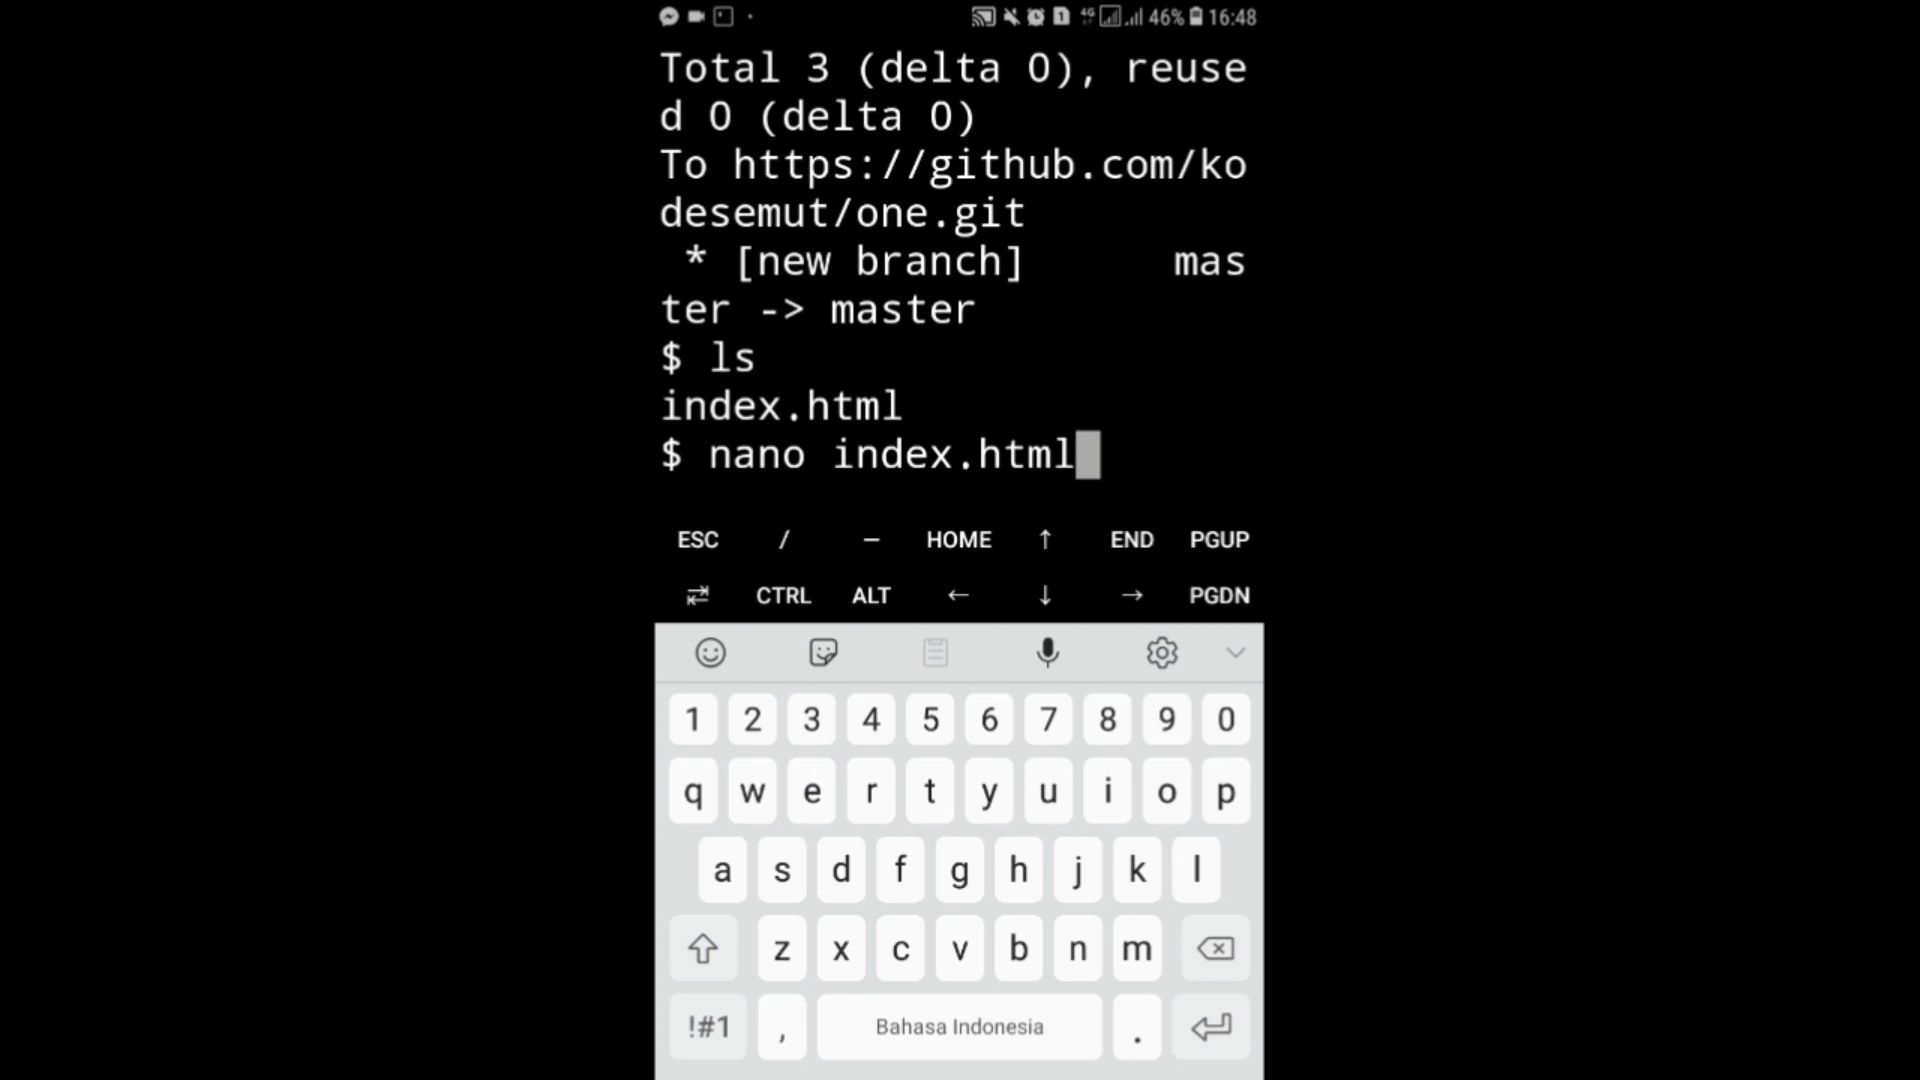 4G 46% 16:48
Total 3 (delta 0), reuse
d 0 (delta 0)
To https://github.com/ko
desemut/one.git
* [new branch] mas
ter -> master
$ ls
index.html
$ nano index.html
ESC / — HOME ↑ END PGUP
⇄ CTRL ALT ← ↓ → PGDN
1 2 3 4 5 6 7 8 9 0
q w e r t y u i o p
a s d f g h j k l
z x c v b n m
!#1 , Bahasa Indonesia .